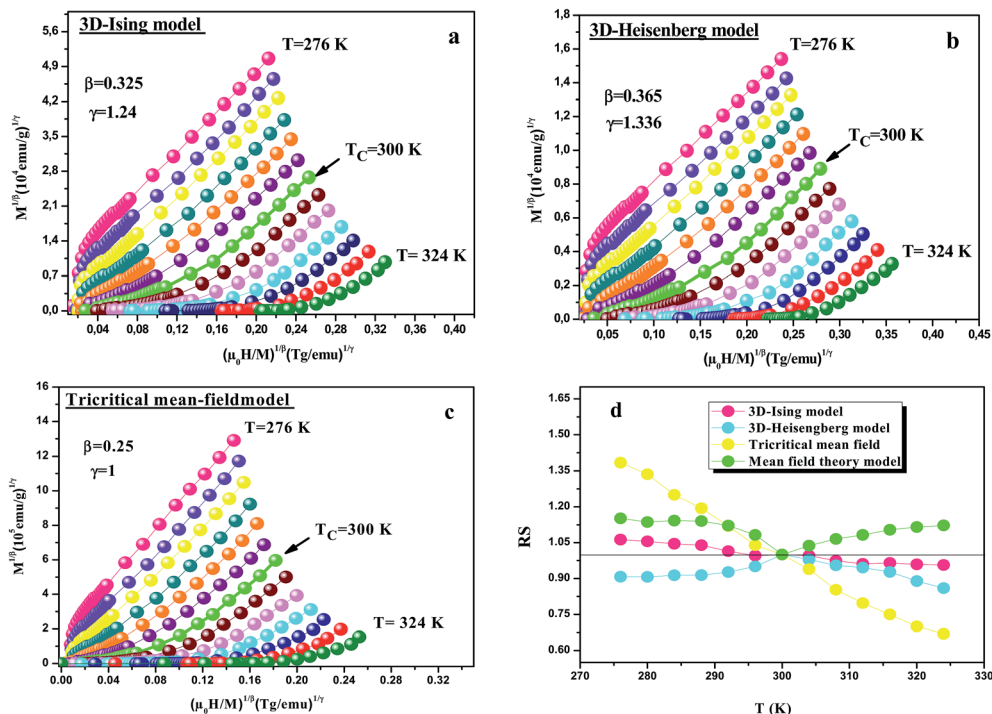 3D-Ising model
a
T=276 K
β=0.325
γ=1.24
T_C=300 K
T= 324 K
M^1/β(10^4 emu/g)^1/γ
5,6
4,9
4,2
3,5
2,8
2,1
1,4
0,7
0,0
0,04 0,08 0,12 0,16 0,20 0,24 0,28 0,32 0,36 0,40
(μ₀H/M)^1/β(Tg/emu)^1/γ
3D-Heisenberg model
b
T=276 K
β=0.365
γ=1.336
T_C=300 K
T= 324 K
M^1/β(10^4 emu/g)^1/γ
1,8
1,6
1,4
1,2
1,0
0,8
0,6
0,4
0,2
0,0
0,05 0,10 0,15 0,20 0,25 0,30 0,35 0,40 0,45
(μ₀H/M)^1/β(Tg/emu)^1/γ
Tricritical mean-fieldmodel
c
T=276 K
β=0.25
γ=1
T_C=300 K
T= 324 K
M^1/β(10^5 emu/g)^1/γ
16
14
12
10
8
6
4
2
0
0.00 0.04 0.08 0.12 0.16 0.20 0.24 0.28 0.32
(μ₀H/M)^1/β(Tg/emu)^1/γ
d
3D-Ising model
3D-Heisengberg model
Tricritical mean field
Mean field theory model
RS
1.65
1.50
1.35
1.20
1.05
0.90
0.75
0.60
270 280 290 300 310 320 330
T (K)